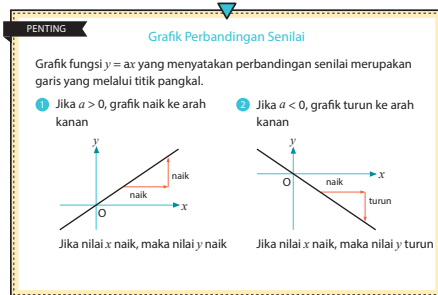 PENTING
Grafik Perbandingan Senilai
Grafik fungsi y = ax yang menyatakan perbandingan senilai merupakan
garis yang melalui titik pangkal.
1 Jika a > 0, grafik naik ke arah
kanan
y
naik
naik
x
O
Jika nilai x naik, maka nilai y naik
2 Jika a < 0, grafik turun ke arah
kanan
y
x
O
naik
turun
Jika nilai x naik, maka nilai y turun